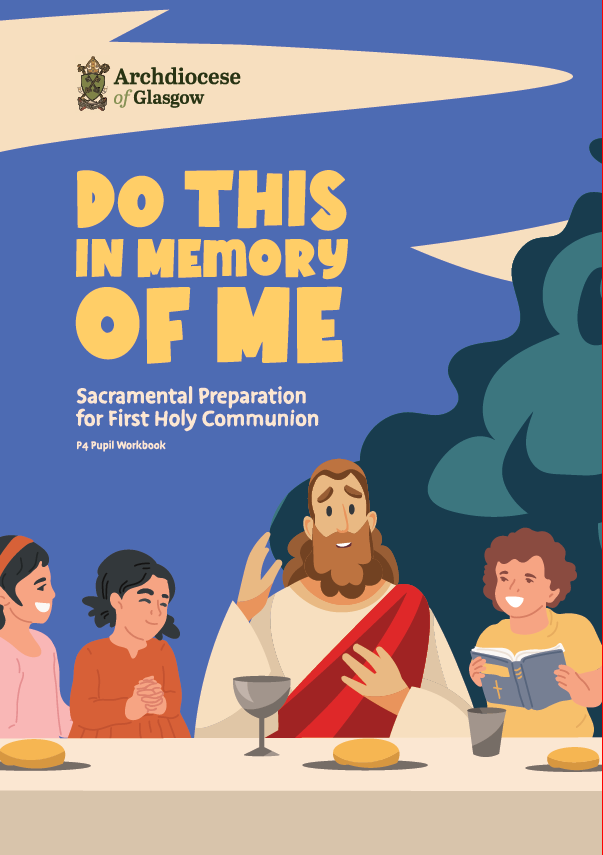 Archdiocese
of Glasgow
DO THIS
IN MEMORY
OF ME
Sacramental Preparation
for First Holy Communion
P4 Pupil Workbook